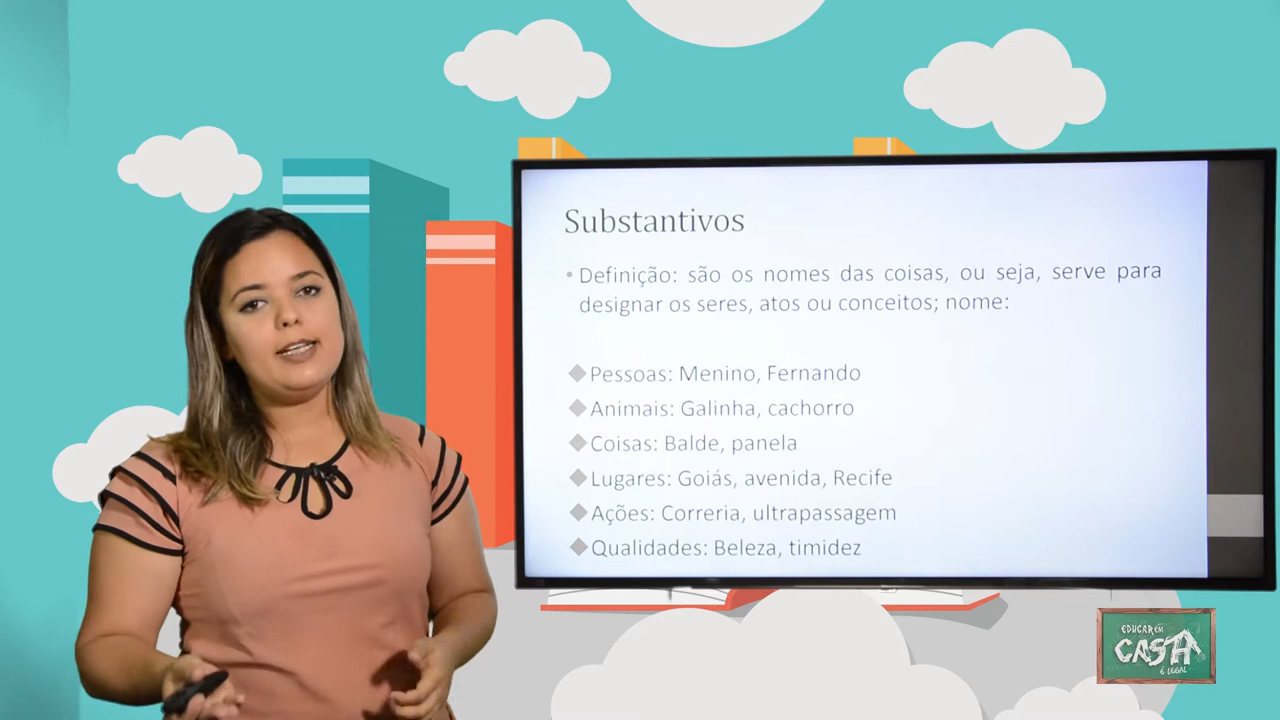 Substantivos
• Definição: são os nomes das coisas, ou seja, serve para
designar os seres, atos ou conceitos; nome:
Pessoas: Menino, Fernando
Animais: Galinha, cachorro
Coisas: Balde, panela
Lugares: Goiás, avenida, Recife
Ações: Correria, ultrapassagem
Qualidades: Beleza, timidez
EDUCAR EM
CASA
É LEGAL